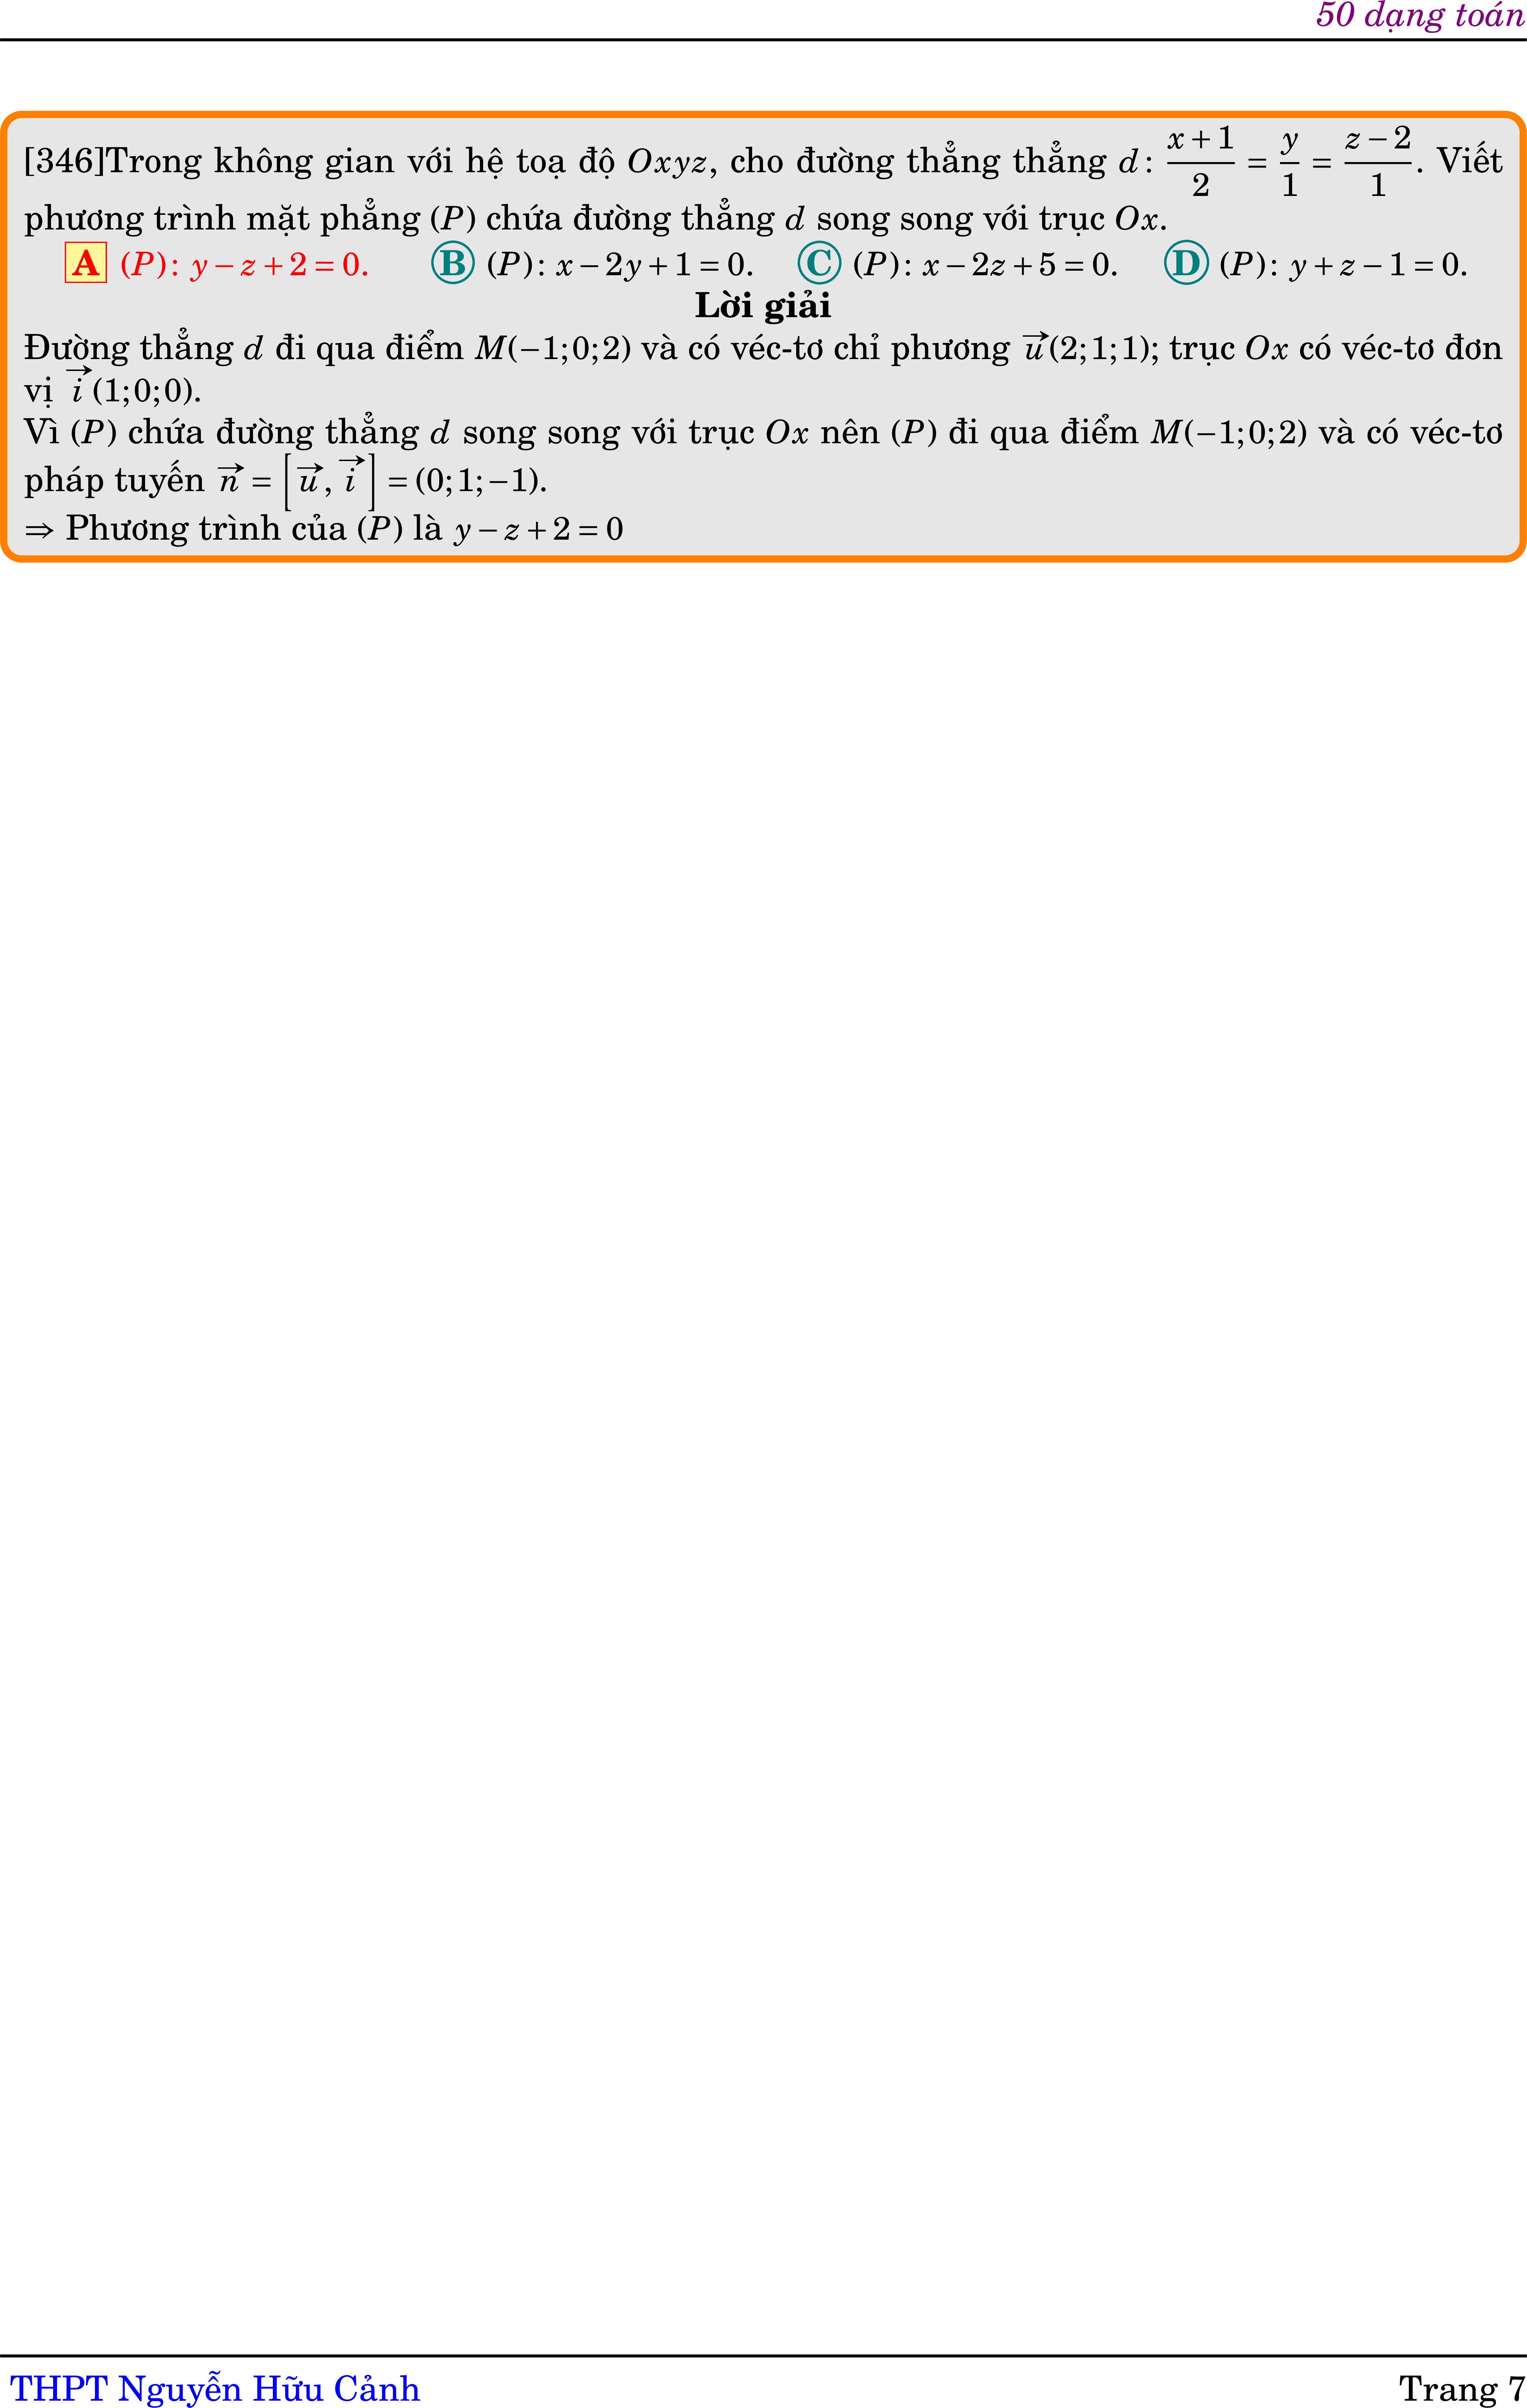 50 dạng toán
[346]Trong không gian với hệ toạ độ Oxyz, cho đường thẳng thẳng d: \frac{x+1}{2} = \frac{y}{1} = \frac{z-2}{1}. Viết
phương trình mặt phẳng (P) chứa đường thẳng d song song với trục Ox.
A (P): y − z + 2 = 0. B (P): x − 2y + 1 = 0. C (P): x − 2z + 5 = 0. D (P): y + z − 1 = 0.
Lời giải
Đường thẳng d đi qua điểm M(−1;0;2) và có véc-tơ chỉ phương \vec{u}(2;1;1); trục Ox có véc-tơ đơn
vị \vec{i}(1;0;0).
Vì (P) chứa đường thẳng d song song với trục Ox nên (P) đi qua điểm M(−1;0;2) và có véc-tơ
pháp tuyến \vec{n} = [\vec{u}, \vec{i}] = (0;1;−1).
⇒ Phương trình của (P) là y − z + 2 = 0
THPT Nguyễn Hữu Cảnh Trang 7